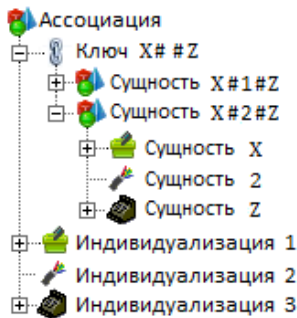 Ассоциация
Ключ X# #Z
Сущность X#1#Z
Сущность X#2#Z
Сущность X
Сущность 2
Сущность Z
Индивидуализация 1
Индивидуализация 2
Индивидуализация 3